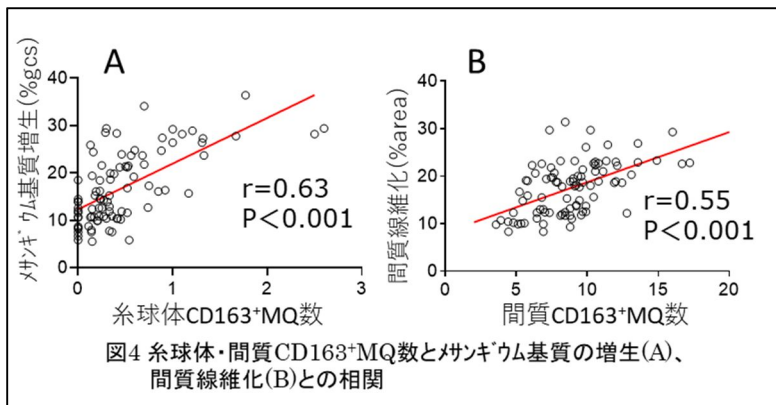 A
メサンギウム基質増生(%gcs)
40
30
20
10
0
r=0.63
P<0.001
0
1
2
3
糸球体CD163⁺MQ数
B
間質線維化(%area)
40
30
20
10
0
r=0.55
P<0.001
0
5
10
15
20
間質CD163⁺MQ数
図4 糸球体・間質CD163⁺MQ数とメサンギウム基質の増生(A)、
間質線維化(B)との相関